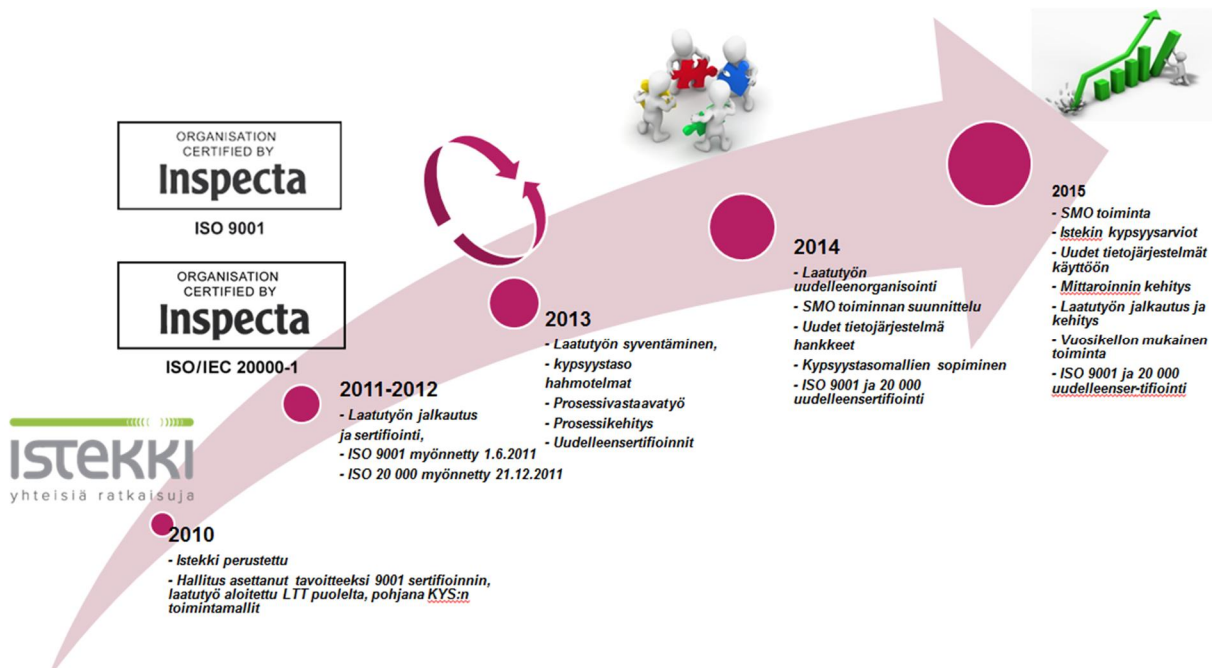 ORGANISATION
CERTIFIED BY
Inspecta
ISO 9001
ORGANISATION
CERTIFIED BY
Inspecta
ISO/IEC 20000-1
ISTEKKI
yhteisiä ratkaisuja
2010
- Istekki perustettu
- Hallitus asettanut tavoitteeksi 9001 sertifioinnin,
laatutyö aloitettu LTT puolelta, pohjana KYS:n
toimintamallit
2011-2012
- Laatutyön jalkautus
ja sertifiointi,
- ISO 9001 myönnetty 1.6.2011
- ISO 20 000 myönnetty 21.12.2011
2013
- Laatutyön syventäminen,
- kypsyystaso
hahmotelmat
- Prosessivastaavatyö
- Prosessikehitys
- Uudelleensertifioinnit
2014
- Laatutyön
uudelleenorganisointi
- SMO toiminnan suunnittelu
- Uudet tietojärjestelmä
hankkeet
- Kypsyystasomallien sopiminen
- ISO 9001 ja 20 000
uudelleensertifiointi
2015
- SMO toiminta
- Istekin kypsyysarviot
- Uudet tietojärjestelmät
käyttöön
- Mittaroinnin kehitys
- Laatutyön jalkautus ja
kehitys
- Vuosikellon mukainen
toiminta
- ISO 9001 ja 20 000
uudelleenser-tifiointi